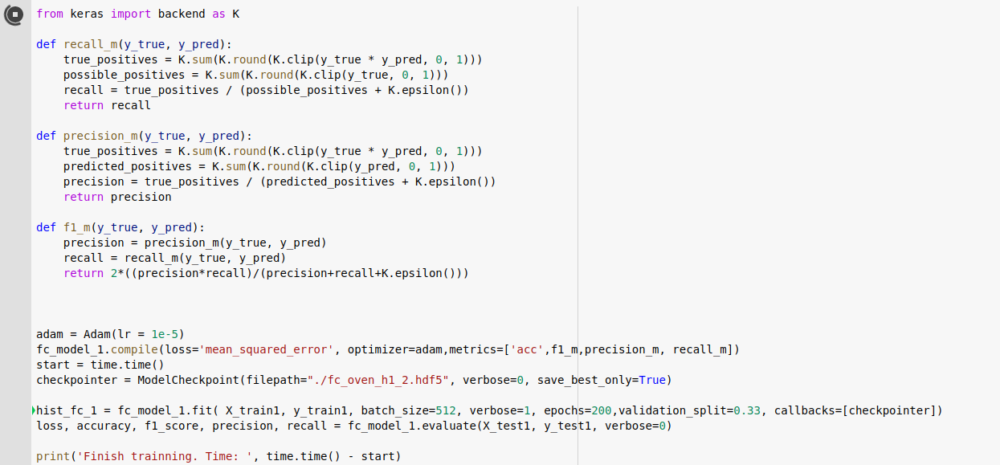 from keras import backend as K
def recall_m(y_true, y_pred):
true_positives = K.sum(K.round(K.clip(y_true * y_pred, 0, 1)))
possible_positives = K.sum(K.round(K.clip(y_true, 0, 1)))
recall = true_positives / (possible_positives + K.epsilon())
return recall
def precision_m(y_true, y_pred):
true_positives = K.sum(K.round(K.clip(y_true * y_pred, 0, 1)))
predicted_positives = K.sum(K.round(K.clip(y_pred, 0, 1)))
precision = true_positives / (predicted_positives + K.epsilon())
return precision
def f1_m(y_true, y_pred):
precision = precision_m(y_true, y_pred)
recall = recall_m(y_true, y_pred)
return 2*((precision*recall)/(precision+recall+K.epsilon()))
adam = Adam(lr = 1e-5)
fc_model_1.compile(loss='mean_squared_error', optimizer=adam,metrics=['acc',f1_m,precision_m, recall_m])
start = time.time()
checkpointer = ModelCheckpoint(filepath="./fc_oven_h1_2.hdf5", verbose=0, save_best_only=True)
hist_fc_1 = fc_model_1.fit( X_train1, y_train1, batch_size=512, verbose=1, epochs=200,validation_split=0.33, callbacks=[checkpointer])
loss, accuracy, f1_score, precision, recall = fc_model_1.evaluate(X_test1, y_test1, verbose=0)
print('Finish trainning. Time: ', time.time() - start)